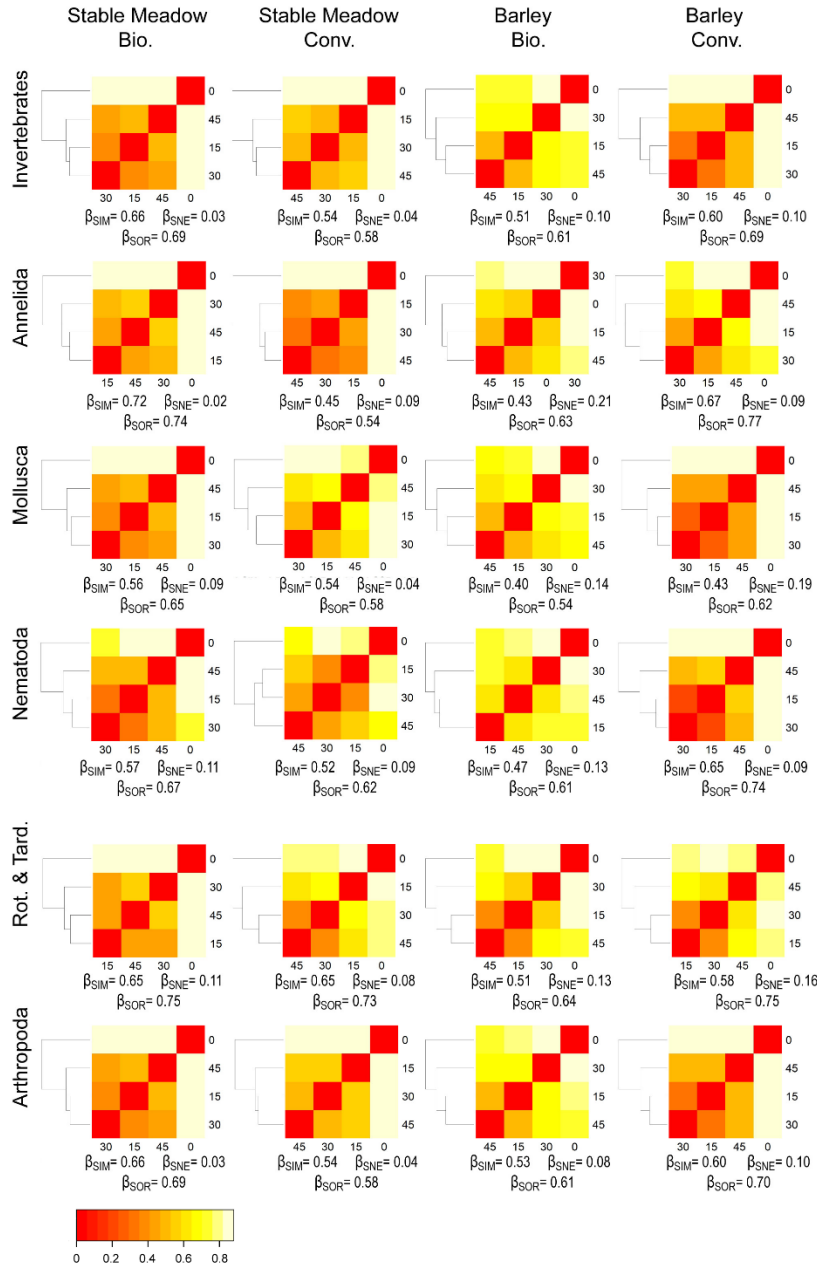 Stable Meadow Stable Meadow Barley Barley
Bio. Conv. Bio. Conv.
Invertebrates
0 0 0 0
45 45 30 45
15 30 15 15
30 45 45 30
30 15 45 0 45 30 15 0 45 15 30 0 30 15 45 0
βSIM= 0.66 βSNE= 0.03 βSIM= 0.54 βSNE= 0.04 βSIM= 0.51 βSNE= 0.10 βSIM= 0.60 βSNE= 0.10
βSOR= 0.69 βSOR= 0.58 βSOR= 0.61 βSOR= 0.69
Annelida
0 0 30 0
30 15 0 45
45 30 15 15
15 45 45 30
15 45 30 0 45 30 15 0 45 15 0 30 30 15 45 0
βSIM= 0.72 βSNE= 0.02 βSIM= 0.45 βSNE= 0.09 βSIM= 0.43 βSNE= 0.21 βSIM= 0.67 βSNE= 0.09
βSOR= 0.74 βSOR= 0.54 βSOR= 0.63 βSOR= 0.77
Mollusca
0 0 0 0
45 45 30 45
15 15 15 15
30 30 45 30
30 15 45 0 30 15 45 0 45 15 30 0 30 15 45 0
βSIM= 0.56 βSNE= 0.09 βSIM= 0.54 βSNE= 0.04 βSIM= 0.40 βSNE= 0.14 βSIM= 0.43 βSNE= 0.19
βSOR= 0.65 βSOR= 0.58 βSOR= 0.54 βSOR= 0.62
Nematoda
0 0 0 0
45 15 30 45
15 30 45 15
30 45 15 30
30 15 45 0 45 30 15 0 15 45 30 0 30 15 45 0
βSIM= 0.57 βSNE= 0.11 βSIM= 0.52 βSNE= 0.09 βSIM= 0.47 βSNE= 0.13 βSIM= 0.65 βSNE= 0.09
βSOR= 0.67 βSOR= 0.62 βSOR= 0.61 βSOR= 0.74
Rot. & Tard.
0 0 0 0
30 15 30 45
45 30 15 30
15 45 45 15
15 45 30 0 45 30 15 0 45 15 30 0 15 30 45 0
βSIM= 0.65 βSNE= 0.11 βSIM= 0.65 βSNE= 0.08 βSIM= 0.51 βSNE= 0.13 βSIM= 0.58 βSNE= 0.16
βSOR= 0.75 βSOR= 0.73 βSOR= 0.64 βSOR= 0.75
Arthropoda
0 0 0 0
45 15 30 45
15 30 15 15
30 45 45 30
30 15 45 0 45 30 15 0 45 15 30 0 30 15 45 0
βSIM= 0.66 βSNE= 0.03 βSIM= 0.54 βSNE= 0.04 βSIM= 0.53 βSNE= 0.08 βSIM= 0.60 βSNE= 0.10
βSOR= 0.69 βSOR= 0.58 βSOR= 0.61 βSOR= 0.70
0 0.2 0.4 0.6 0.8